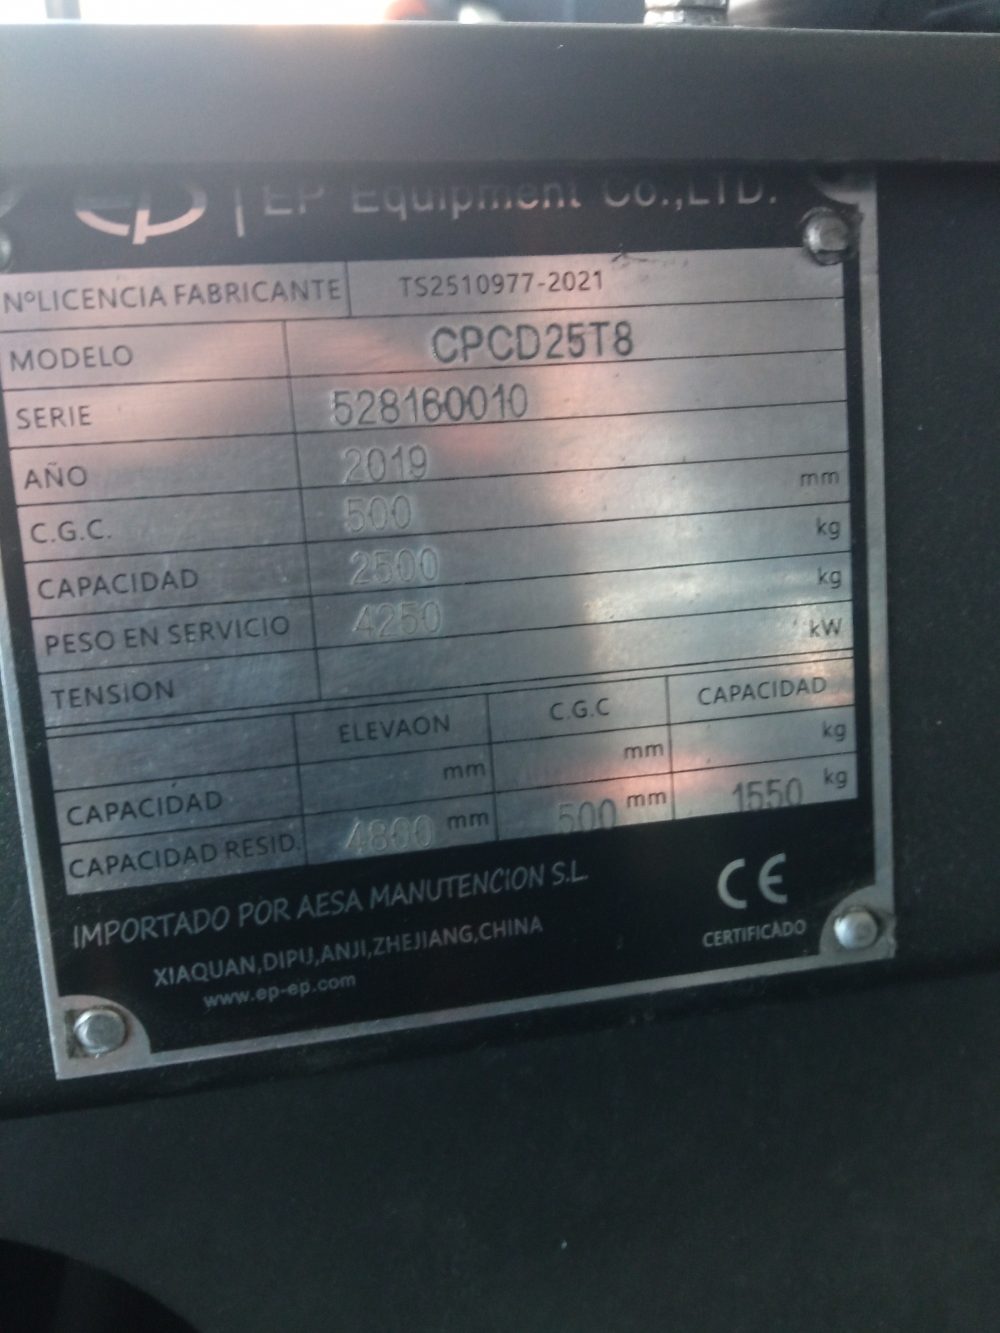 ep | EP Equipment Co.,LTD.
NºLICENCIA FABRICANTE TS2510977-2021
MODELO CPCD25T8
SERIE 528160010
AÑO 2019
C.G.C. 500 mm
CAPACIDAD 2500 kg
PESO EN SERVICIO 4250 kg
TENSION kW
ELEVAON C.G.C CAPACIDAD
CAPACIDAD mm mm kg
CAPACIDAD RESID. 4800 mm 500 mm 1550 kg
IMPORTADO POR AESA MANUTENCION S.L.
XIAQUAN,DIPU,ANJI,ZHEJIANG,CHINA
www.ep-ep.com
CE
CERTIFICADO